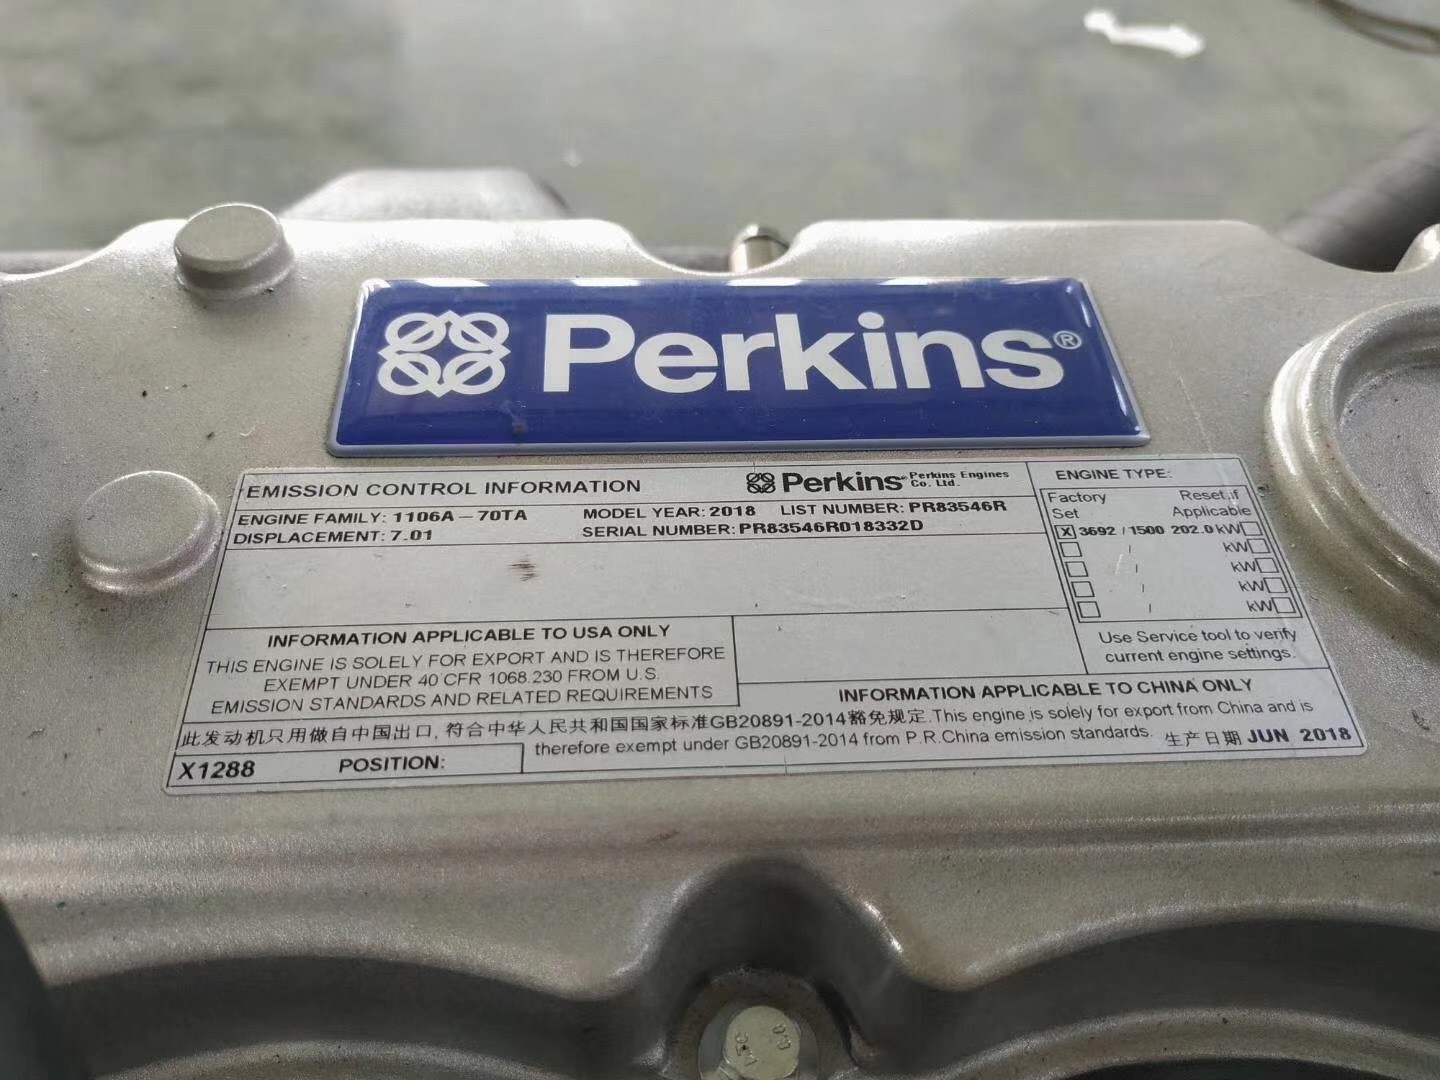 Perkins®
EMISSION CONTROL INFORMATION
Perkins® Perkins Engines Co. Ltd.
ENGINE FAMILY: 1106A-70TA MODEL YEAR: 2018 LIST NUMBER: PR83546R
DISPLACEMENT: 7.01 SERIAL NUMBER: PR83546R018332D
ENGINE TYPE:
Factory Set Reset if Applicable
X 3692 / 1500 202.0 kW
/ kW
/ kW
/ kW
/ kW
Use Service tool to verify
current engine settings.
INFORMATION APPLICABLE TO USA ONLY
THIS ENGINE IS SOLELY FOR EXPORT AND IS THEREFORE
EXEMPT UNDER 40 CFR 1068.230 FROM U.S.
EMISSION STANDARDS AND RELATED REQUIREMENTS
INFORMATION APPLICABLE TO CHINA ONLY
此发动机只用做自中国出口, 符合中华人民共和国国家标准GB20891-2014豁免规定.This engine is solely for export from China and is
therefore exempt under GB20891-2014 from P.R.China emission standards. 生产日期 JUN 2018
X1288 POSITION: